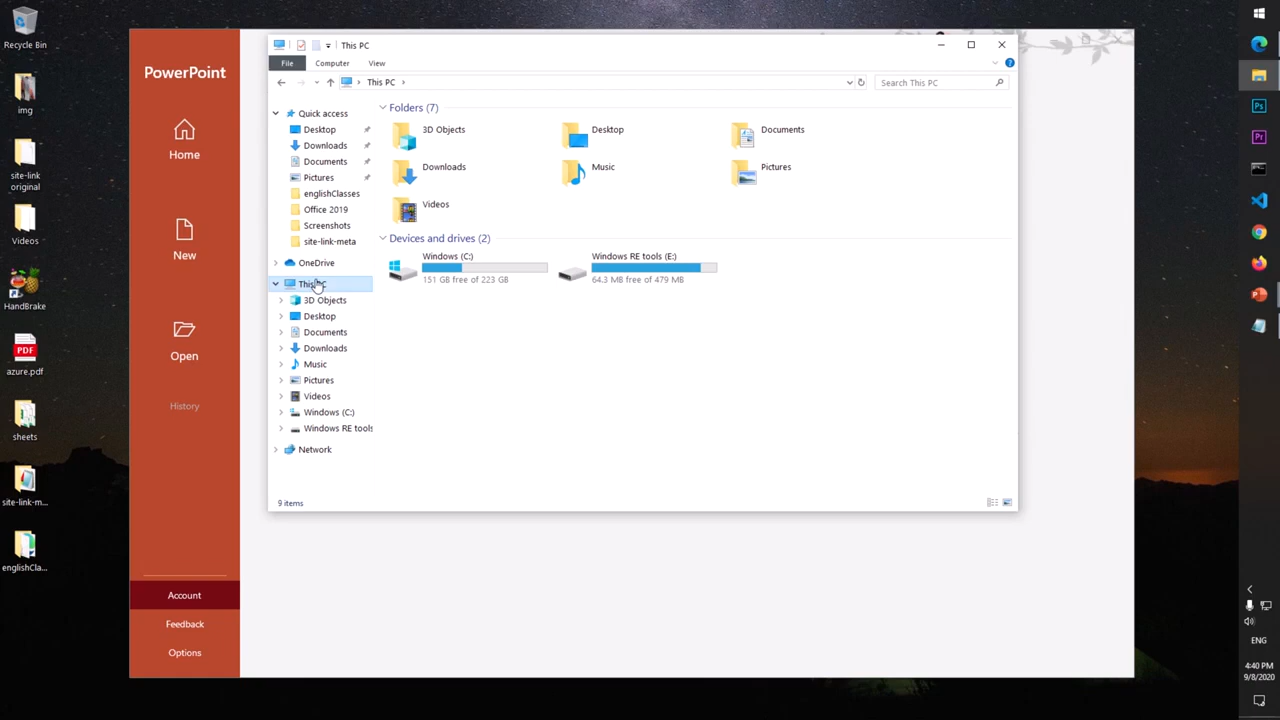 Recycle Bin
img
site-link
original
Videos
HandBrake
PDF
azure.pdf
sheets
site-link-m...
englishCla...
PowerPoint
Home
New
Open
History
Account
Feedback
Options
This PC
File
Computer
View
This PC
Search This PC
Quick access
Desktop
Downloads
Documents
Pictures
englishClasses
Office 2019
Screenshots
site-link-meta
OneDrive
This PC
3D Objects
Desktop
Documents
Downloads
Music
Pictures
Videos
Windows (C:)
Windows RE tools
Network
9 items
Folders (7)
3D Objects
Desktop
Documents
Downloads
Music
Pictures
Videos
Devices and drives (2)
Windows (C:)
151 GB free of 223 GB
Windows RE tools (E:)
64.3 MB free of 479 MB
Ps
Pr
ENG
4:40 PM
9/8/2020